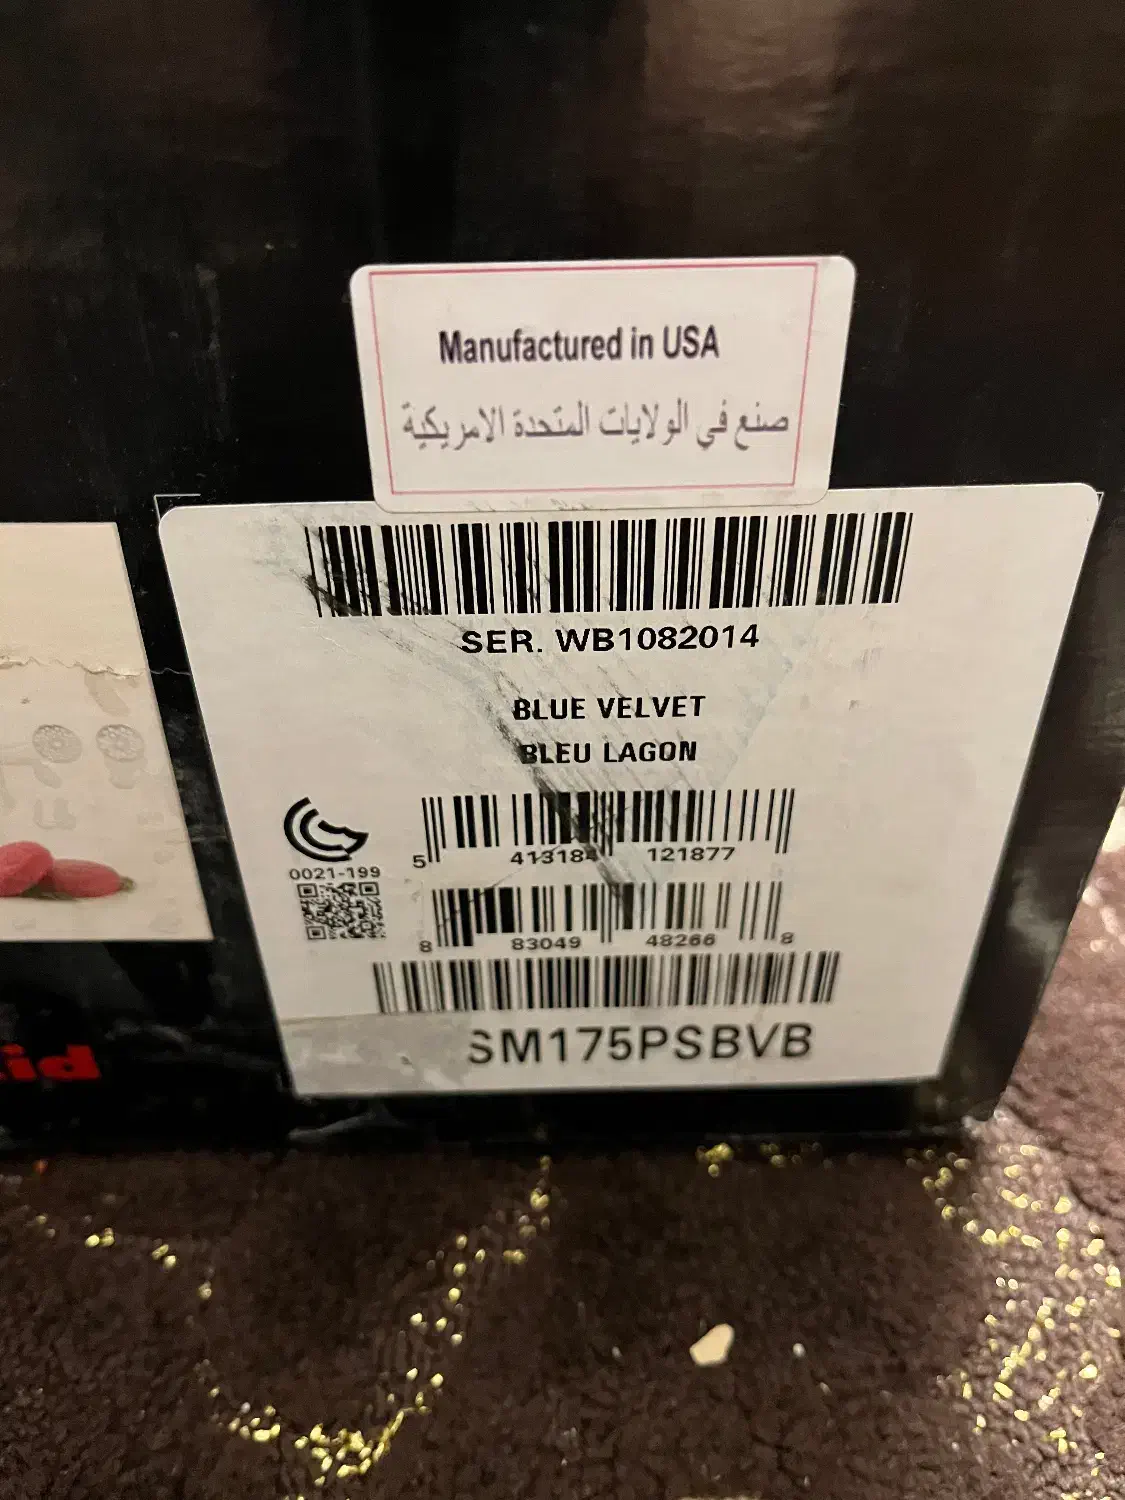 Manufactured in USA
صنع في الولايات المتحدة الامريكية
SER. WB1082014
BLUE VELVET
BLEU LAGON
0021-199
5 413184 121877
8 83049 48266 8
SM175PSBVB